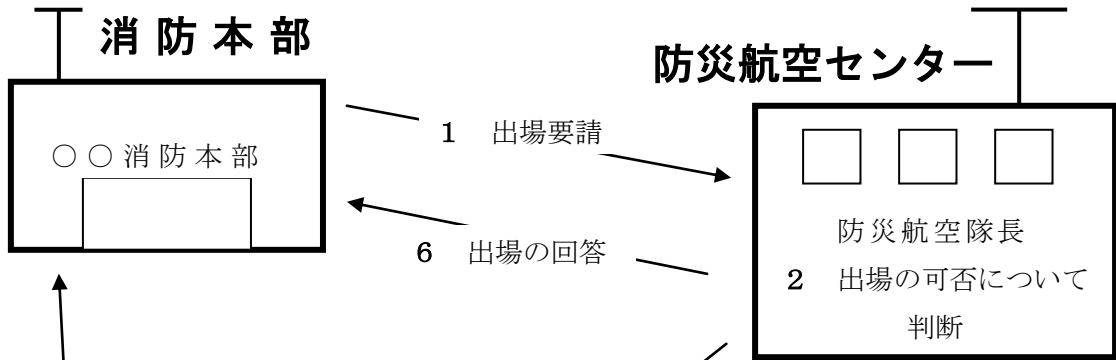 消防本部
防災航空センター
○○消防本部
1 出場要請
6 出場の回答
防災航空隊長
2 出場の可否について
判断